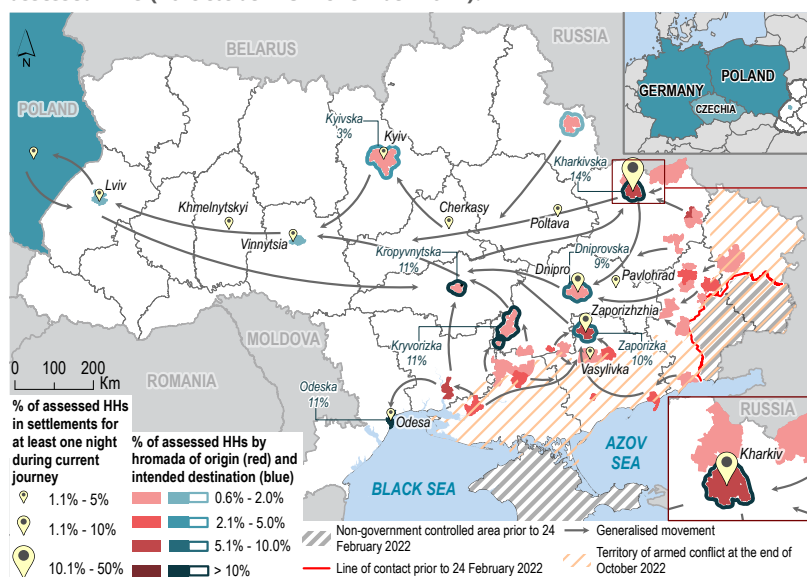 BELARUS
RUSSIA
N
POLAND
GERMANY
POLAND
CZECHIA
Kyivska
3%
Kyiv
Kharkivska
14%
Lviv
Khmelnytskyi
Cherkasy
Poltava
Vinnytsia
Kropyvnytska
11%
Dniprovska
9%
Dnipro
Pavlohrad
Zaporizhzhia
MOLDOVA
Kryvorizka
11%
Zaporizka
10%
Vasylivka
0 100 200
Km
ROMANIA
Odeska
11%
Odesa
RUSSIA
Kharkiv
AZOV
SEA
BLACK SEA
% of assessed HHs
in settlements for
at least one night
during current
journey
1.1% - 5%
1.1% - 10%
10.1% - 50%
% of assessed HHs by
hromada of origin (red) and
intended destination (blue)
0.6% - 2.0%
2.1% - 5.0%
5.1% - 10.0%
> 10%
Non-government controlled area prior to 24
February 2022
Line of contact prior to 24 February 2022
Generalised movement
Territory of armed conflict at the end of
October 2022